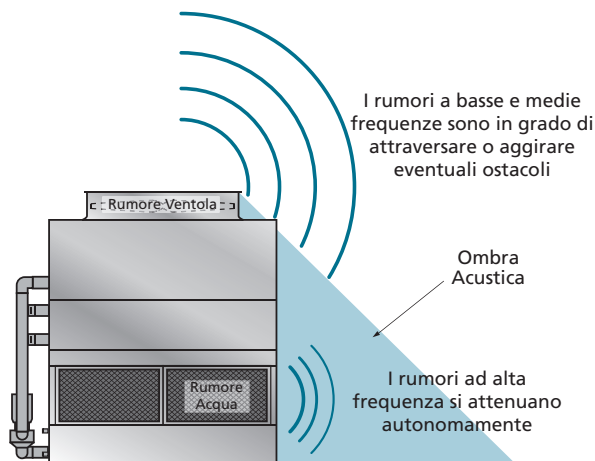 I rumori a basse e medie
frequenze sono in grado di
attraversare o aggirare
eventuali ostacoli
Rumore Ventola
Ombra
Acustica
I rumori ad alta
frequenza si attenuano
autonomamente
Rumore
Acqua